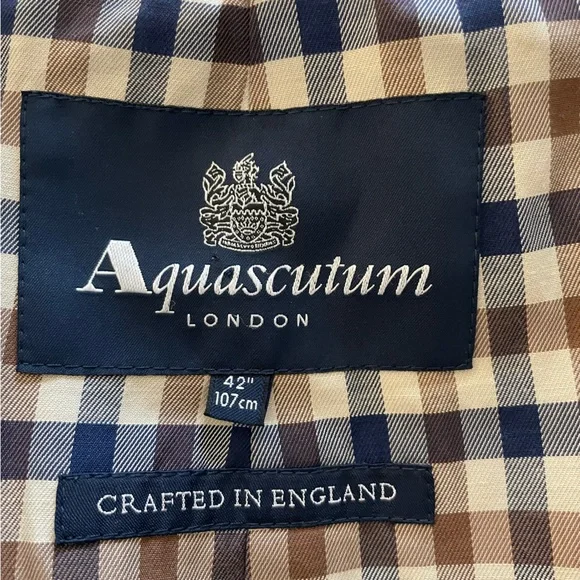 Aquascutum
LONDON
42"
107cm
CRAFTED IN ENGLAND